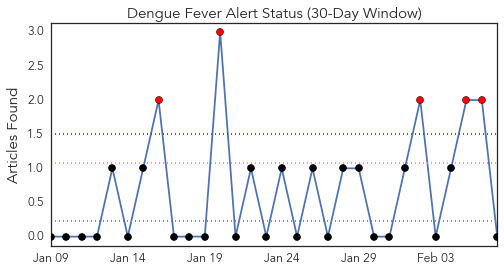 Dengue Fever Alert Status (30-Day Window)
Articles Found
3.0
2.5
2.0
1.5
1.0
0.5
0.0
Jan 09 Jan 14 Jan 19 Jan 24 Jan 29 Feb 03